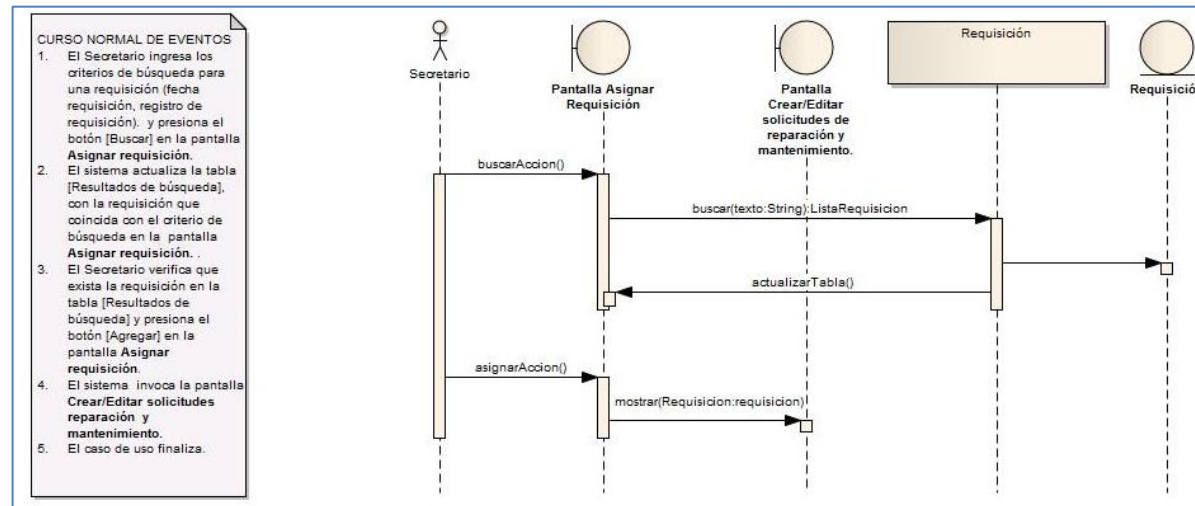 CURSO NORMAL DE EVENTOS
1. El Secretario ingresa los
criterios de búsqueda para
una requisición (fecha
requisición, registro de
requisición). y presiona el
botón [Buscar] en la pantalla
Asignar requisición.
2. El sistema actualiza la tabla
[Resultados de búsqueda],
con la requisición que
coincida con el criterio de
búsqueda en la pantalla
Asignar requisición. .
3. El Secretario verifica que
exista la requisición en la
tabla [Resultados de
búsqueda] y presiona el
botón [Agregar] en la
pantalla Asignar
requisición.
4. El sistema invoca la pantalla
Crear/Editar solicitudes
reparación y
mantenimiento.
5. El caso de uso finaliza.
Secretario
Pantalla Asignar
Requisición
Pantalla
Crear/Editar
solicitudes de
reparación y
mantenimiento.
Requisición
Requisición
buscarAccion()
buscar(texto:String):ListaRequisicion
actualizarTabla()
asignarAccion()
mostrar(Requisicion:requisicion)